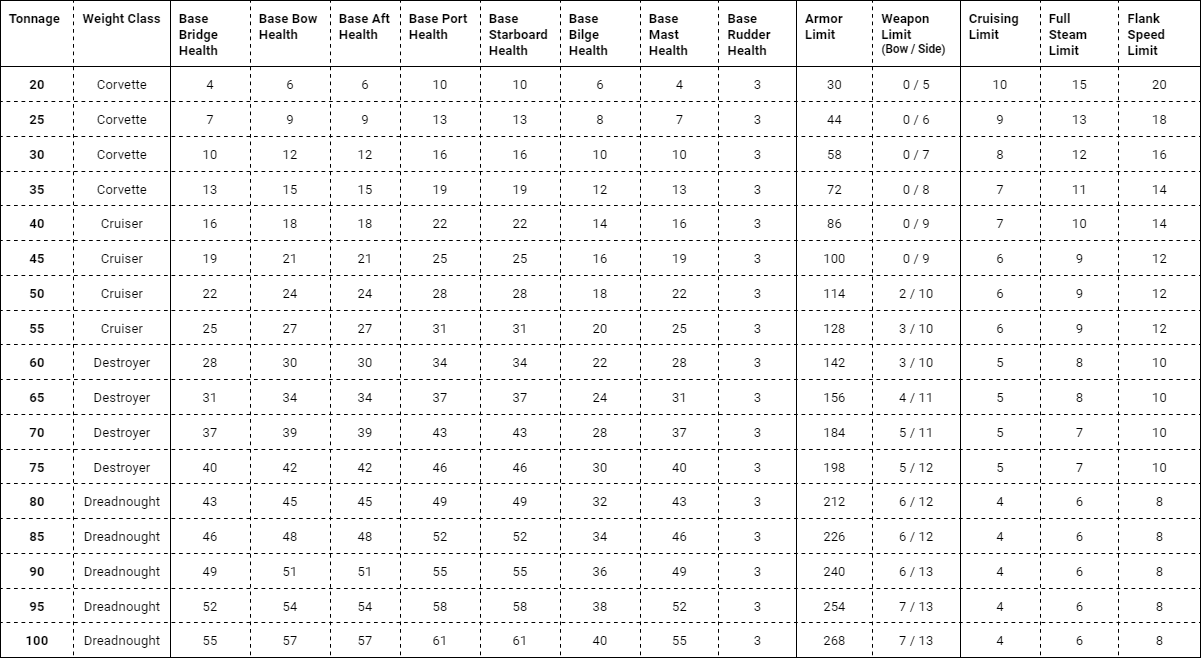 Tonnage Weight Class Base Bridge Health Base Bow Health Base Aft Health Base Port Health Base Starboard Health Base Bilge Health Base Mast Health Base Rudder Health Armor Limit Weapon Limit (Bow / Side) Cruising Limit Full Steam Limit Flank Speed Limit
20 Corvette 4 6 6 10 10 6 4 3 30 0 / 5 10 15 20
25 Corvette 7 9 9 13 13 8 7 3 44 0 / 6 9 13 18
30 Corvette 10 12 12 16 16 10 10 3 58 0 / 7 8 12 16
35 Corvette 13 15 15 19 19 12 13 3 72 0 / 8 7 11 14
40 Cruiser 16 18 18 22 22 14 16 3 86 0 / 9 7 10 14
45 Cruiser 19 21 21 25 25 16 19 3 100 0 / 9 6 9 12
50 Cruiser 22 24 24 28 28 18 22 3 114 2 / 10 6 9 12
55 Cruiser 25 27 27 31 31 20 25 3 128 3 / 10 6 9 12
60 Destroyer 28 30 30 34 34 22 28 3 142 3 / 10 5 8 10
65 Destroyer 31 34 34 37 37 24 31 3 156 4 / 11 5 8 10
70 Destroyer 37 39 39 43 43 28 37 3 184 5 / 11 5 7 10
75 Destroyer 40 42 42 46 46 30 40 3 198 5 / 12 5 7 10
80 Dreadnought 43 45 45 49 49 32 43 3 212 6 / 12 4 6 8
85 Dreadnought 46 48 48 52 52 34 46 3 226 6 / 12 4 6 8
90 Dreadnought 49 51 51 55 55 36 49 3 240 6 / 13 4 6 8
95 Dreadnought 52 54 54 58 58 38 52 3 254 7 / 13 4 6 8
100 Dreadnought 55 57 57 61 61 40 55 3 268 7 / 13 4 6 8